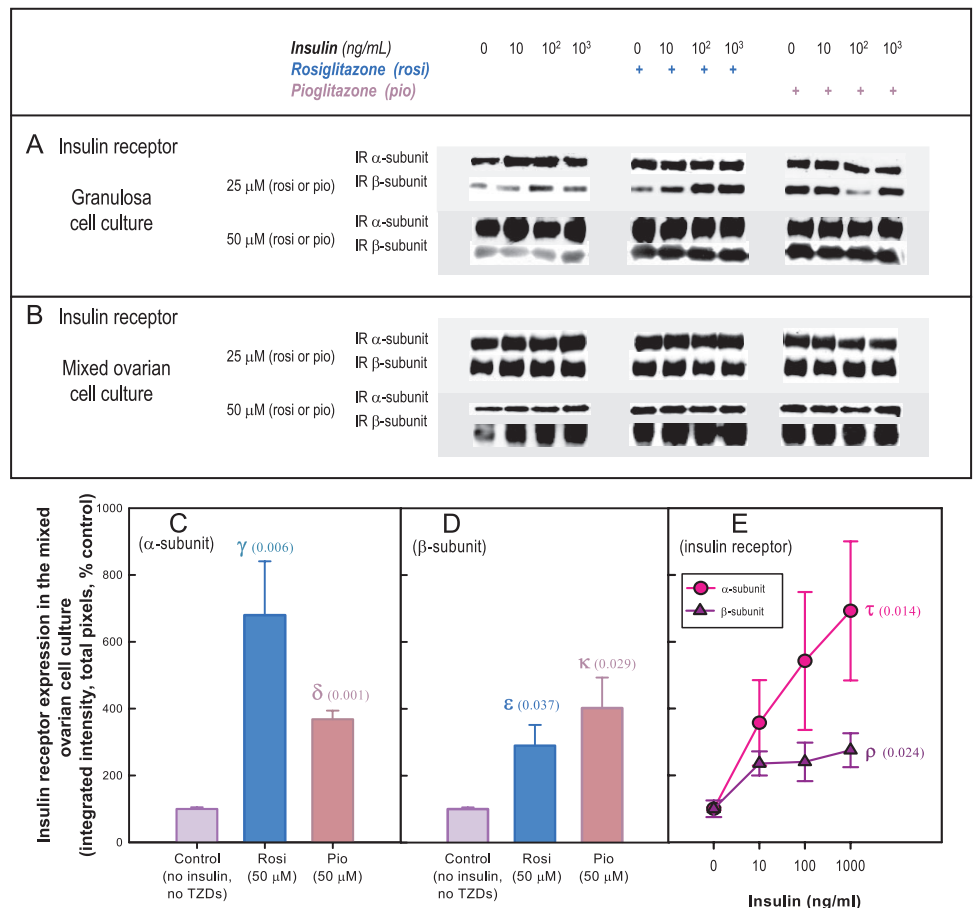 Insulin (ng/mL) 0 10 10² 10³ 0 10 10² 10³ 0 10 10² 10³
Rosiglitazone (rosi) + + + +
Pioglitazone (pio) + + + +
A Insulin receptor
Granulosa
cell culture
25 μM (rosi or pio)
IR α-subunit
IR β-subunit
50 μM (rosi or pio)
IR α-subunit
IR β-subunit
B Insulin receptor
Mixed ovarian
cell culture
25 μM (rosi or pio)
IR α-subunit
IR β-subunit
50 μM (rosi or pio)
IR α-subunit
IR β-subunit
Insulin receptor expression in the mixed
ovarian cell culture
(integrated intensity, total pixels, % control)
1000
800
600
400
200
0
C
(α-subunit)
γ (0.006)
δ (0.001)
Control
(no insulin,
no TZDs)
Rosi
(50 μM)
Pio
(50 μM)
D
(β-subunit)
ε (0.037)
κ (0.029)
Control
(no insulin,
no TZDs)
Rosi
(50 μM)
Pio
(50 μM)
E
(insulin receptor)
α-subunit
β-subunit
τ (0.014)
ρ (0.024)
0 10 100 1000
Insulin (ng/ml)